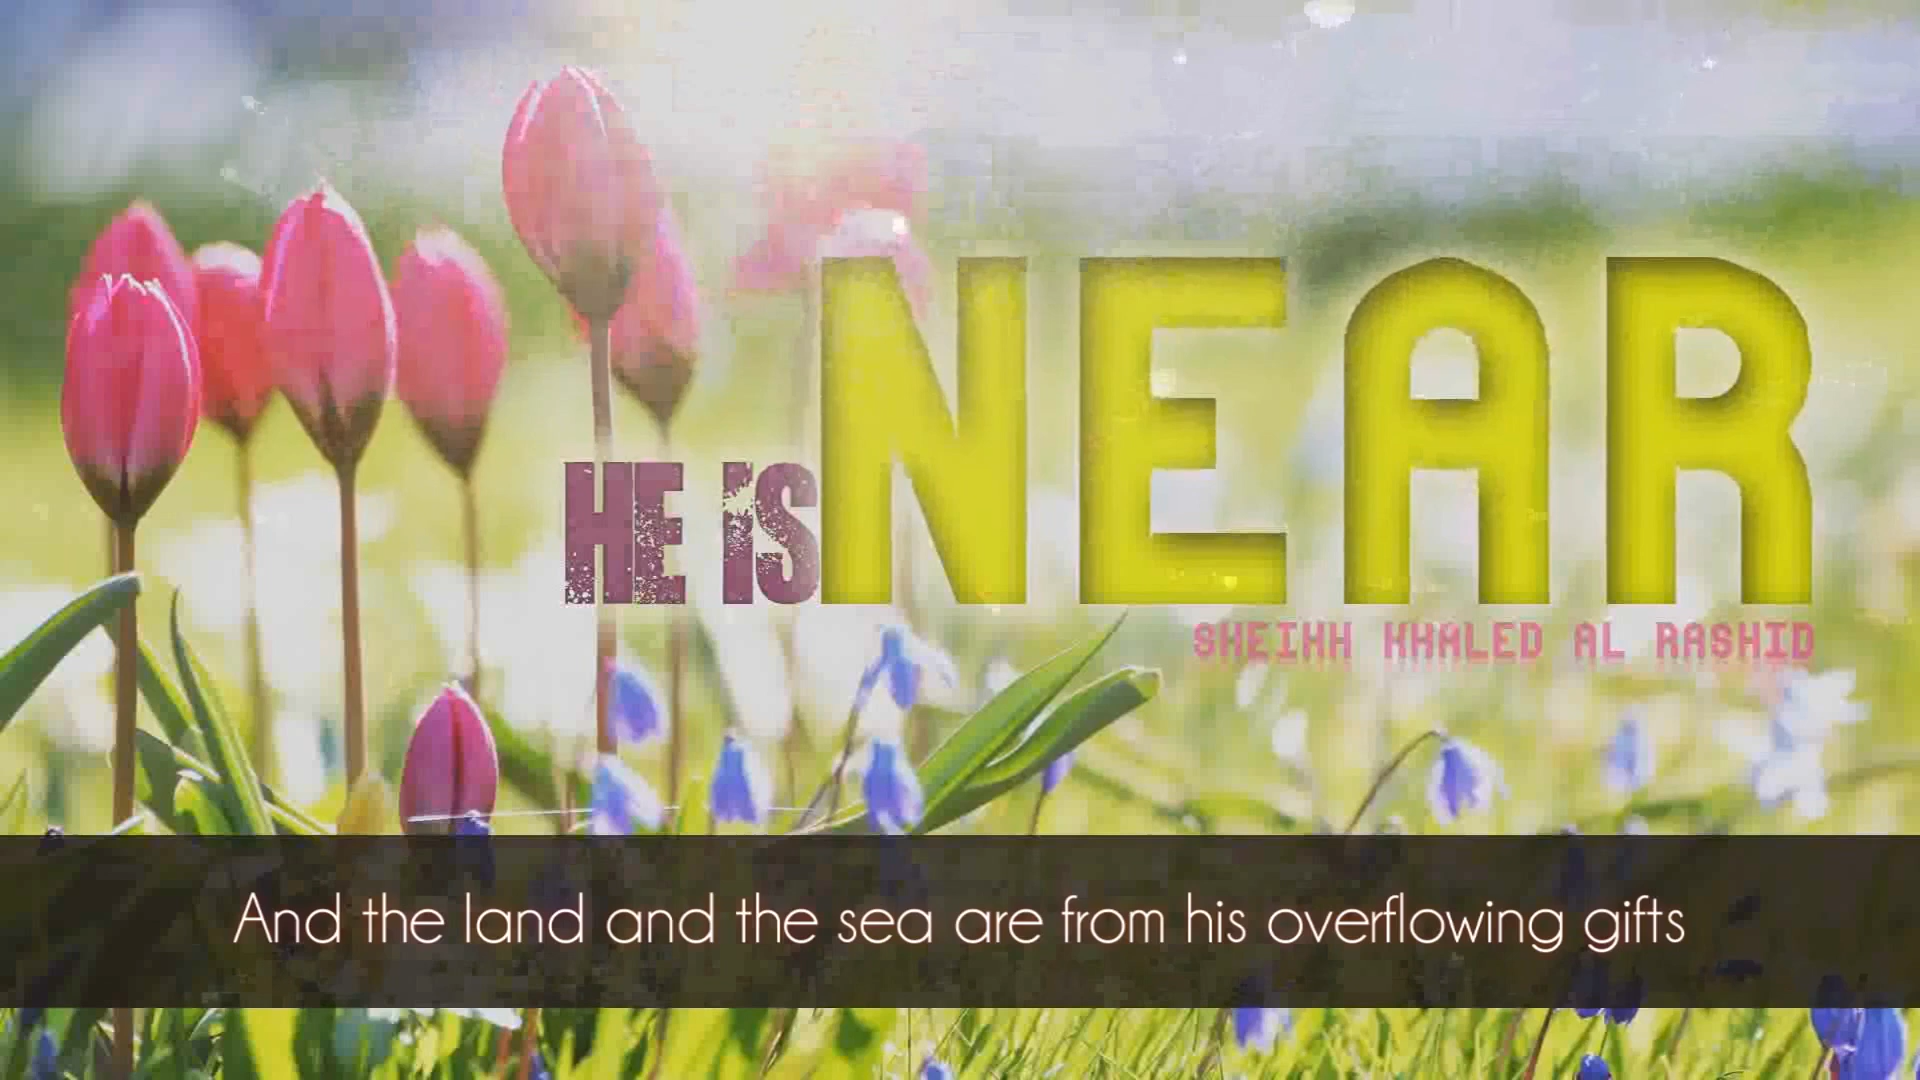 HE IS NEAR
SHEIKH KHALED AL RASHID
And the land and the sea are from his overflowing gifts